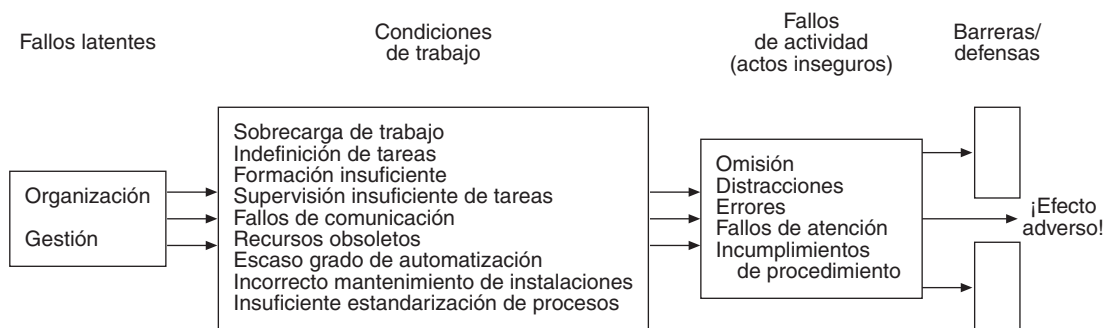 Fallos latentes
Condiciones
de trabajo
Fallos
de actividad
(actos inseguros)
Barreras/
defensas
Organización
Gestión
Sobrecarga de trabajo
Indefinición de tareas
Formación insuficiente
Supervisión insuficiente de tareas
Fallos de comunicación
Recursos obsoletos
Escaso grado de automatización
Incorrecto mantenimiento de instalaciones
Insuficiente estandarización de procesos
Omisión
Distracciones
Errores
Fallos de atención
Incumplimientos
de procedimiento
¡Efecto
adverso!